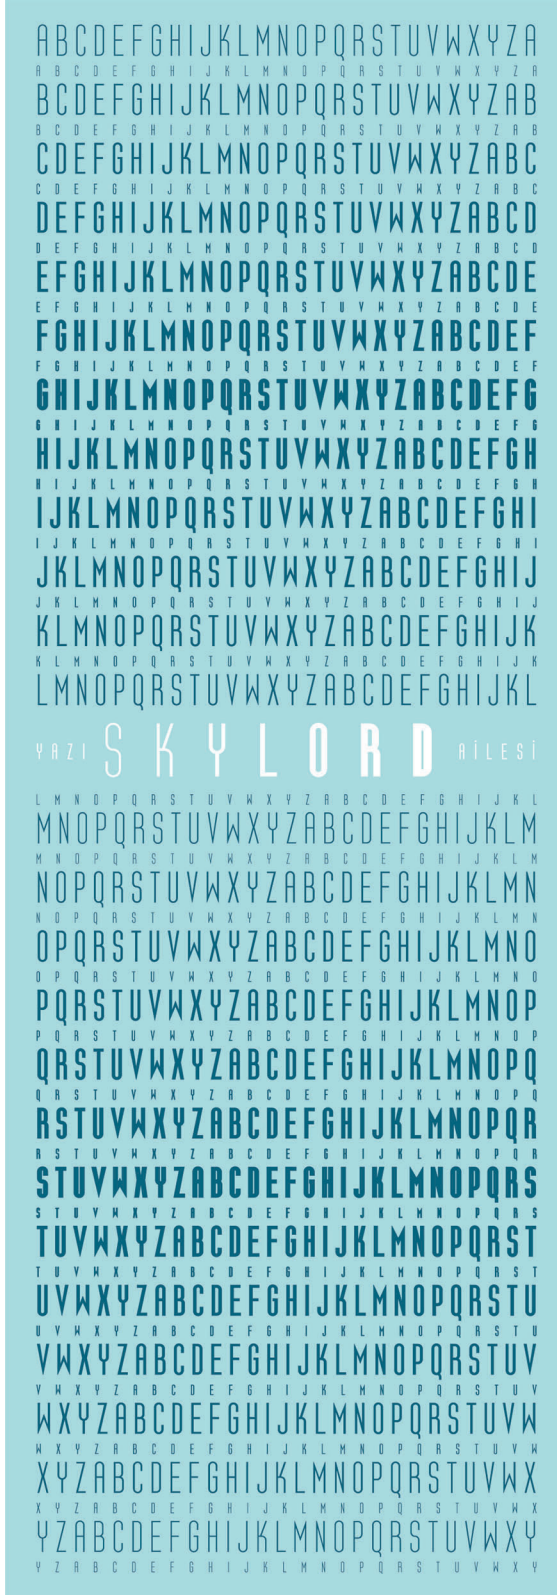 ABCDEFGHIJKLMNOPQRSTUVWXYZA
A B C D E F G H I J K L M N O P Q R S T U V W X Y Z A
BCDEFGHIJKLMNOPQRSTUVWXYZAB
B C D E F G H I J K L M N O P Q R S T U V W X Y Z A B
CDEFGHIJKLMNOPQRSTUVWXYZABC
C D E F G H I J K L M N O P Q R S T U V W X Y Z A B C
DEFGHIJKLMNOPQRSTUVWXYZABCD
D E F G H I J K L M N O P Q R S T U V W X Y Z A B C D
EFGHIJKLMNOPQRSTUVWXYZABCDE
E F G H I J K L M N O P Q R S T U V W X Y Z A B C D E
FGHIJKLMNOPQRSTUVWXYZABCDEF
F G H I J K L M N O P Q R S T U V W X Y Z A B C D E F
GHIJKLMNOPQRSTUVWXYZABCDEFG
G H I J K L M N O P Q R S T U V W X Y Z A B C D E F G
HIJKLMNOPQRSTUVWXYZABCDEFGH
H I J K L M N O P Q R S T U V W X Y Z A B C D E F G H
IJKLMNOPQRSTUVWXYZABCDEFGHI
I J K L M N O P Q R S T U V W X Y Z A B C D E F G H I
JKLMNOPQRSTUVWXYZABCDEFGHIJ
J K L M N O P Q R S T U V W X Y Z A B C D E F G H I J
KLMNOPQRSTUVWXYZABCDEFGHIJK
K L M N O P Q R S T U V W X Y Z A B C D E F G H I J K
LMNOPQRSTUVWXYZABCDEFGHIJKL
YAZI SKYLORD AİLESİ
L M N O P Q R S T U V W X Y Z A B C D E F G H I J K L
MNOPQRSTUVWXYZABCDEFGHIJKLM
M N O P Q R S T U V W X Y Z A B C D E F G H I J K L M
NOPQRSTUVWXYZABCDEFGHIJKLMN
N O P Q R S T U V W X Y Z A B C D E F G H I J K L M N
OPQRSTUVWXYZABCDEFGHIJKLMNO
O P Q R S T U V W X Y Z A B C D E F G H I J K L M N O
PQRSTUVWXYZABCDEFGHIJKLMNOP
P Q R S T U V W X Y Z A B C D E F G H I J K L M N O P
QRSTUVWXYZABCDEFGHIJKLMNOPQ
Q R S T U V W X Y Z A B C D E F G H I J K L M N O P Q
RSTUVWXYZABCDEFGHIJKLMNOPQR
R S T U V W X Y Z A B C D E F G H I J K L M N O P Q R
STUVWXYZABCDEFGHIJKLMNOPQRS
S T U V W X Y Z A B C D E F G H I J K L M N O P Q R S
TUVWXYZABCDEFGHIJKLMNOPQRST
T U V W X Y Z A B C D E F G H I J K L M N O P Q R S T
UVWXYZABCDEFGHIJKLMNOPQRSTU
U V W X Y Z A B C D E F G H I J K L M N O P Q R S T U
VWXYZABCDEFGHIJKLMNOPQRSTUV
V W X Y Z A B C D E F G H I J K L M N O P Q R S T U V
WXYZABCDEFGHIJKLMNOPQRSTUVW
W X Y Z A B C D E F G H I J K L M N O P Q R S T U V W
XYZABCDEFGHIJKLMNOPQRSTUVWX
X Y Z A B C D E F G H I J K L M N O P Q R S T U V W X
YZABCDEFGHIJKLMNOPQRSTUVWXY
Y Z A B C D E F G H I J K L M N O P Q R S T U V W X Y